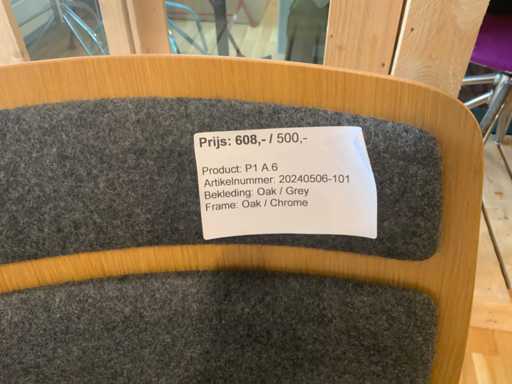 Prijs: 608,- / 500,-
Product: P1 A.6
Artikelnummer: 20240506-101
Bekleding: Oak / Grey
Frame: Oak / Chrome